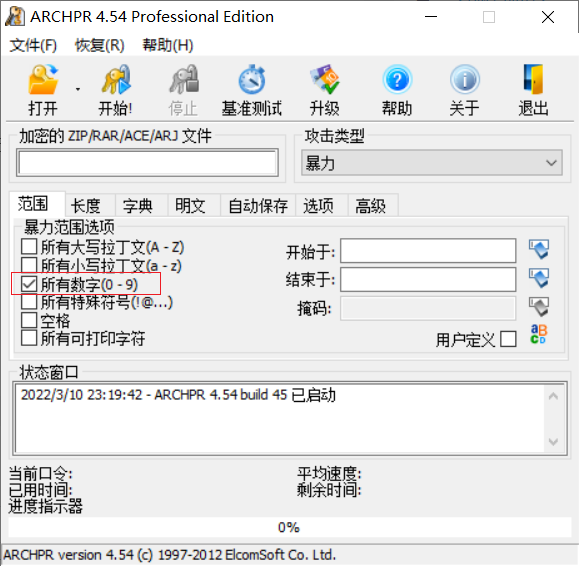 ARCHPR 4.54 Professional Edition
文件(F) 恢复(R) 帮助(H)
打开 开始! 停止 基准测试 升级 帮助 关于 退出
加密的 ZIP/RAR/ACE/ARJ 文件 攻击类型
暴力
范围 长度 字典 明文 自动保存 选项 高级
暴力范围选项
所有大写拉丁文(A - Z)
开始于:
所有小写拉丁文(a - z)
所有数字(0 - 9)
结束于:
所有特殊符号(!@...)
掩码:
空格
所有可打印字符
用户定义
aBCD
状态窗口
2022/3/10 23:19:42 - ARCHPR 4.54 build 45 已启动
当前口令: 平均速度:
已用时间: 剩余时间:
进度指示器
0%
ARCHPR version 4.54 (c) 1997-2012 ElcomSoft Co. Ltd.